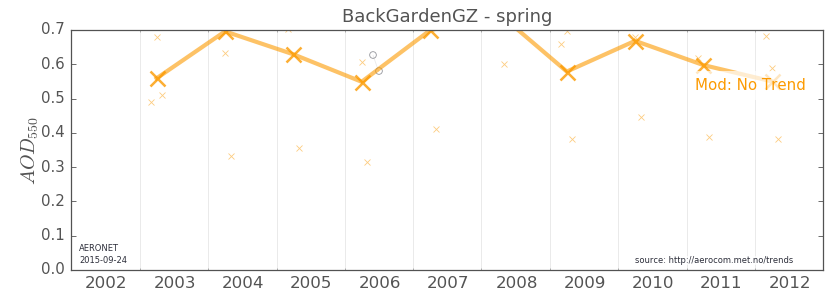 BackGardenGZ - spring
0.7
0.6
0.5
0.4
0.3
0.2
0.1
0.0
AOD550
Mod: No Trend
AERONET
2015-09-24
source: http://aerocom.met.no/trends
2002 2003 2004 2005 2006 2007 2008 2009 2010 2011 2012